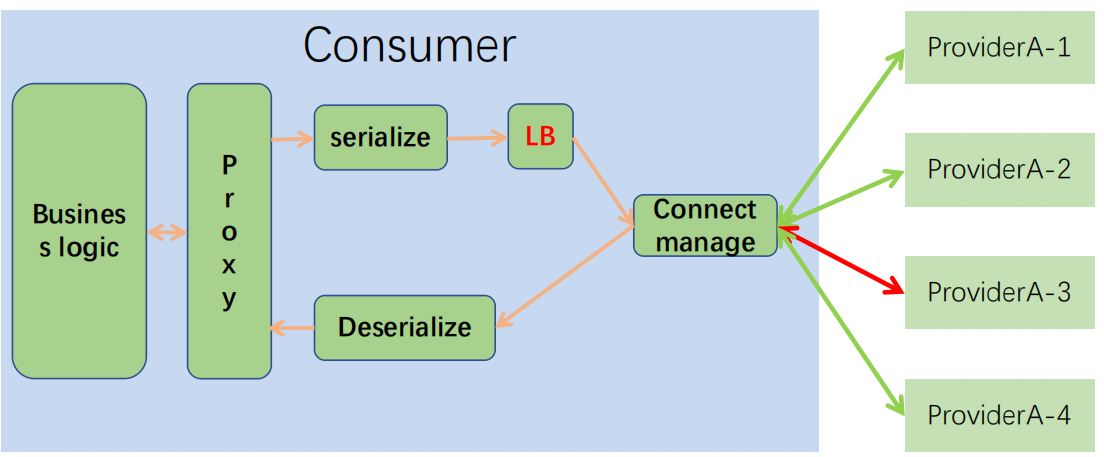 Consumer
Busines
s logic
P
r
o
x
y
serialize
LB
Connect
manage
Deserialize
ProviderA-1
ProviderA-2
ProviderA-3
ProviderA-4